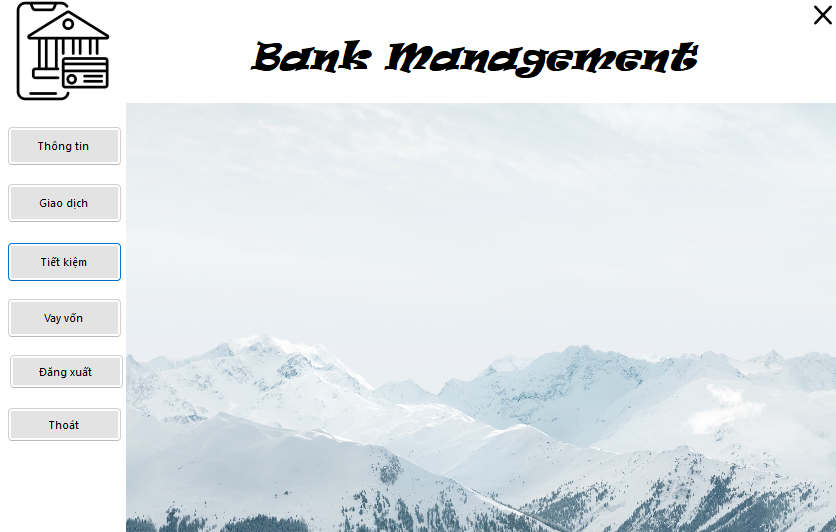 Bank Management
Thông tin
Giao dịch
Tiết kiệm
Vay vốn
Đăng xuất
Thoát